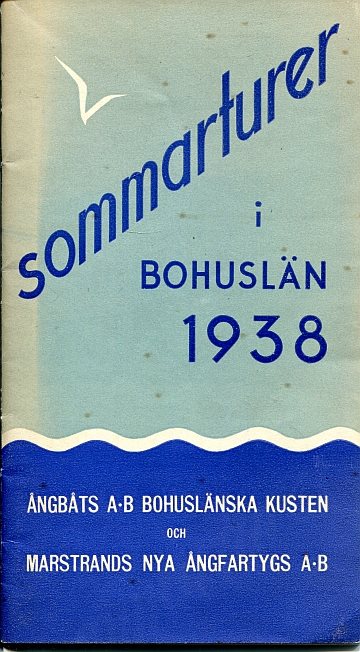 sommarturer
i
BOHUSLÄN
1938
ÅNGBÅTS A·B BOHUSLÄNSKA KUSTEN
OCH
MARSTRANDS NYA ÅNGFARTYGS A·B